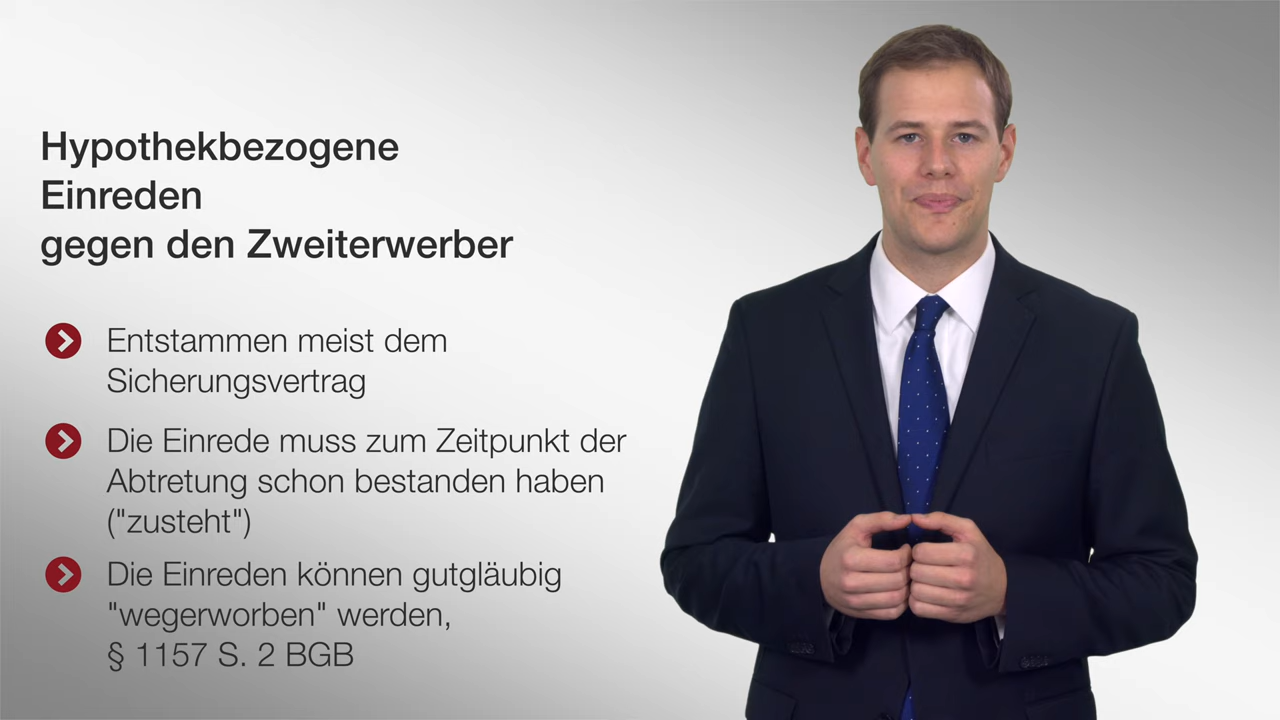 Hypothekbezogene
Einreden
gegen den Zweiterwerber
Entstammen meist dem
Sicherungsvertrag
Die Einrede muss zum Zeitpunkt der
Abtretung schon bestanden haben
("zusteht")
Die Einreden können gutgläubig
"wegerworben" werden,
§ 1157 S. 2 BGB